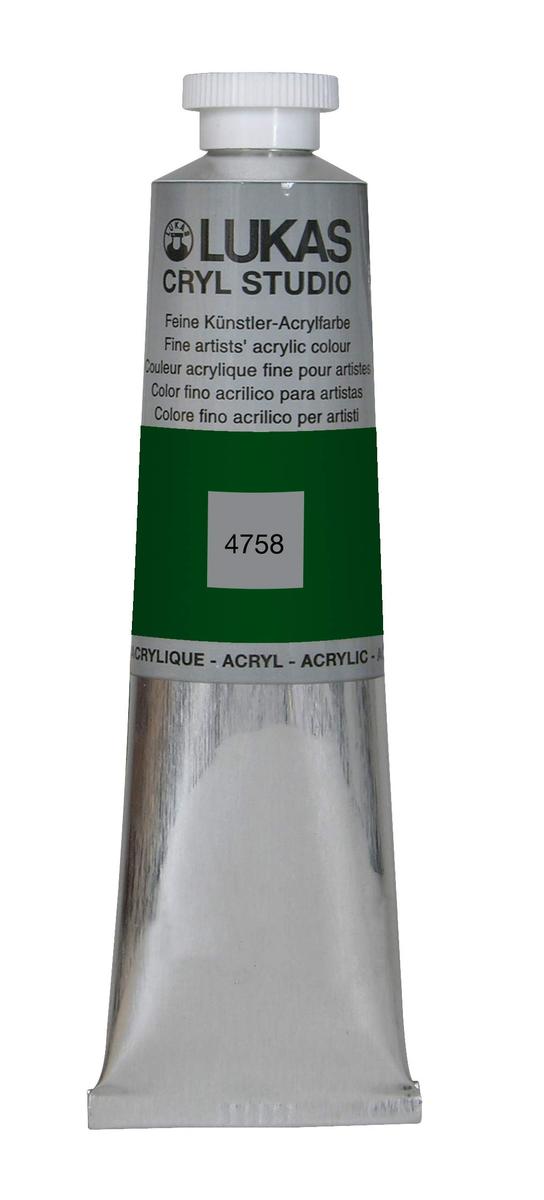 LUKAS
LUKAS
CRYL STUDIO
Feine Künstler-Acrylfarbe
Fine artists' acrylic colour
Couleur acrylique fine pour artistes
Color fino acrilico para artistas
Colore fino acrilico per artisti
4758
ACRYLIQUE - ACRYL - ACRYLIC - A